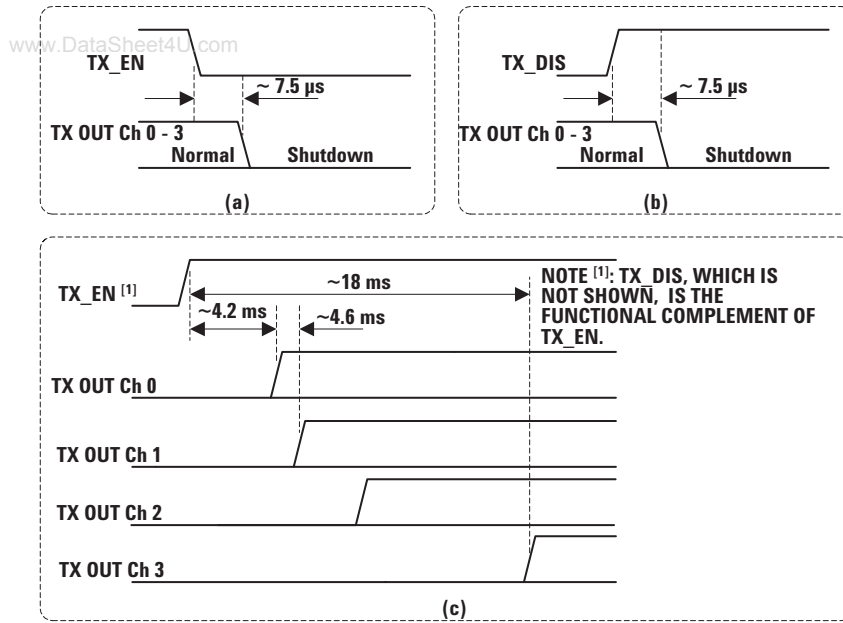 www.DataSheet4U.com
TX_EN
~ 7.5 µs
TX OUT Ch 0 - 3
Normal Shutdown
(a)
TX_DIS
~ 7.5 µs
TX OUT Ch 0 - 3
Normal Shutdown
(b)
TX_EN [1]
~18 ms
~4.2 ms
~4.6 ms
NOTE [1]: TX_DIS, WHICH IS
NOT SHOWN, IS THE
FUNCTIONAL COMPLEMENT OF
TX_EN.
TX OUT Ch 0
TX OUT Ch 1
TX OUT Ch 2
TX OUT Ch 3
(c)